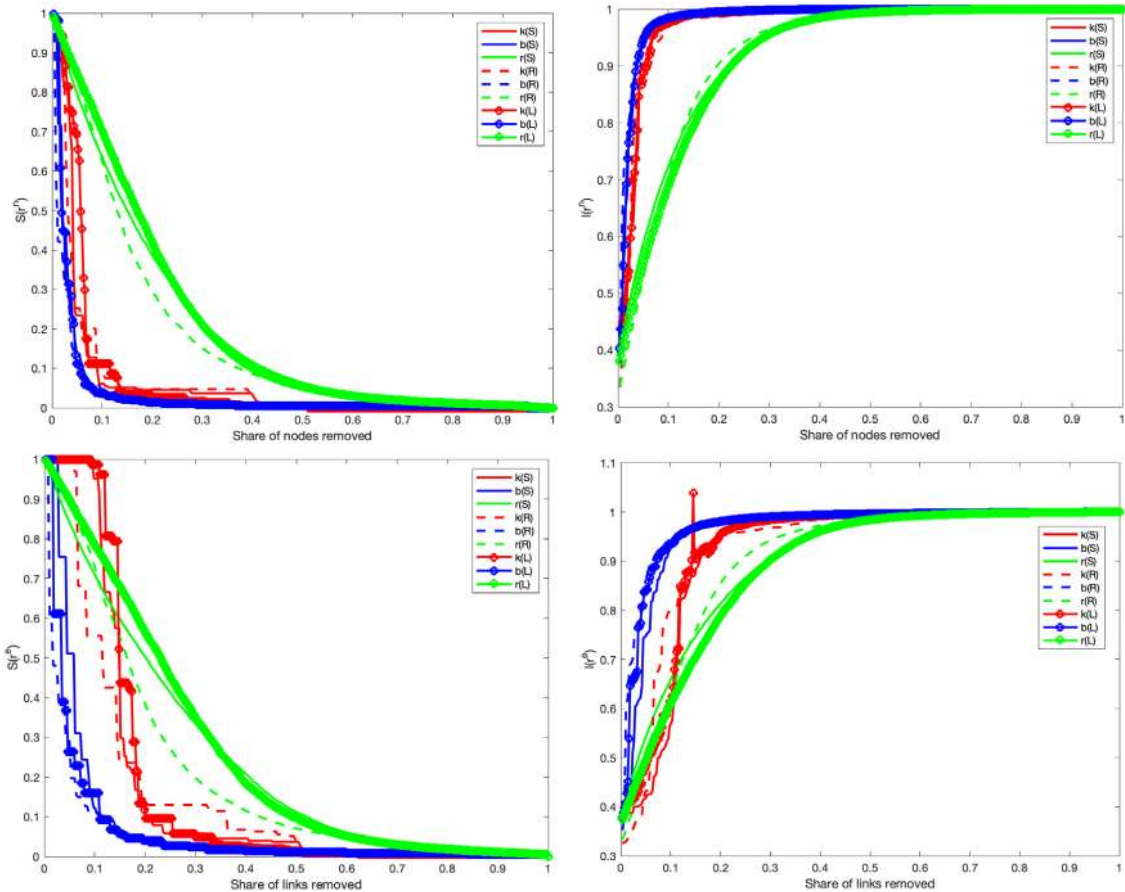 1
0.9
0.8
0.7
0.6
0.5
0.4
0.3
0.2
0.1
0
S(rⁿ)
0 0.1 0.2 0.3 0.4 0.5 0.6 0.7 0.8 0.9 1
Share of nodes removed
k(S)
b(S)
r(S)
k(R)
b(R)
r(R)
k(L)
b(L)
r(L)
1
0.9
0.8
0.7
0.6
0.5
0.4
0.3
I(rⁿ)
0 0.1 0.2 0.3 0.4 0.5 0.6 0.7 0.8 0.9 1
Share of nodes removed
k(S)
b(S)
r(S)
k(R)
b(R)
r(R)
k(L)
b(L)
r(L)
1
0.9
0.8
0.7
0.6
0.5
0.4
0.3
0.2
0.1
0
S(rᵉ)
0 0.1 0.2 0.3 0.4 0.5 0.6 0.7 0.8 0.9 1
Share of links removed
k(S)
b(S)
r(S)
k(R)
b(R)
r(R)
k(L)
b(L)
r(L)
1.1
1
0.9
0.8
0.7
0.6
0.5
0.4
0.3
I(rᵉ)
0 0.1 0.2 0.3 0.4 0.5 0.6 0.7 0.8 0.9 1
Share of links removed
k(S)
b(S)
r(S)
k(R)
b(R)
r(R)
k(L)
b(L)
r(L)